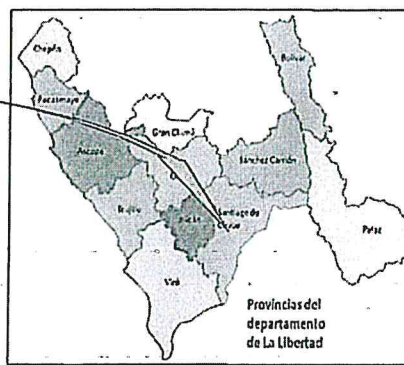 Chepén
Bolívar
Pacasmayo
Gran Chimú
Ascope
Sánchez Carrión
Trujillo
Santiago de
Chuco
Julcán
Pataz
Virú
Provincias del
departamento
de La Libertad